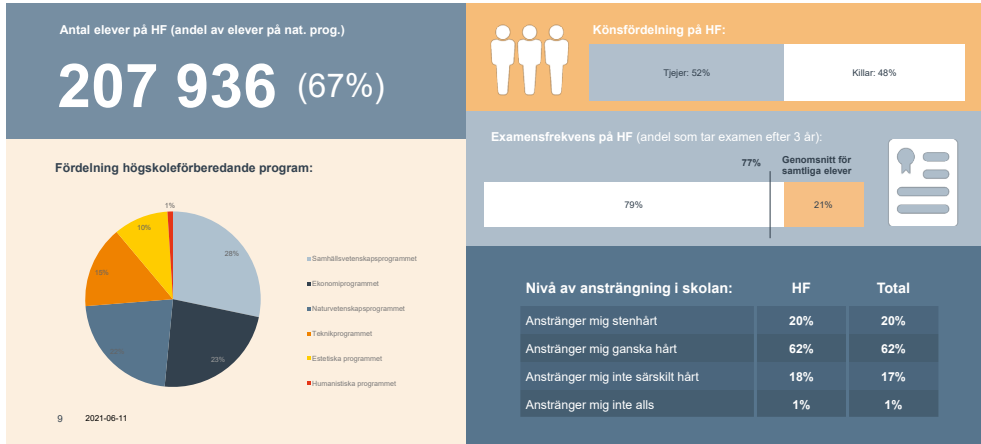 Antal elever på HF (andel av elever på nat. prog.)
207 936 (67%)
Fördelning högskoleförberedande program:
1%
10%
28%
15%
23%
Samhällsvetenskapsprogrammet
Ekonomiprogrammet
Naturvetenskapsprogrammet
Teknikprogrammet
Estetiska programmet
Humanistiska programmet
9 2021-06-11
Könsfördelning på HF:
Tjejer: 52% Killar: 48%
Examensfrekvens på HF (andel som tar examen efter 3 år):
77% Genomsnitt för
samtliga elever
79% 21%
Nivå av ansträngning i skolan: HF Total
Anstränger mig stenhårt 20% 20%
Anstränger mig ganska hårt 62% 62%
Anstränger mig inte särskilt hårt 18% 17%
Anstränger mig inte alls 1% 1%